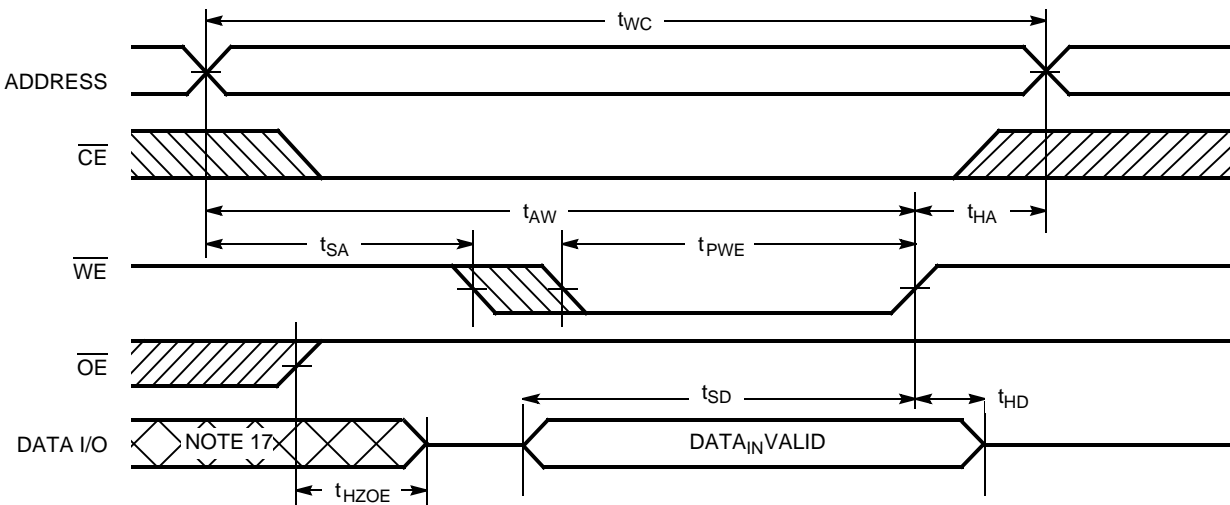 tWC
ADDRESS
CE
tAW
tHA
tSA
tPWE
WE
OE
tSD
tHD
DATA I/O
NOTE 17
DATAINVALID
tHZOE